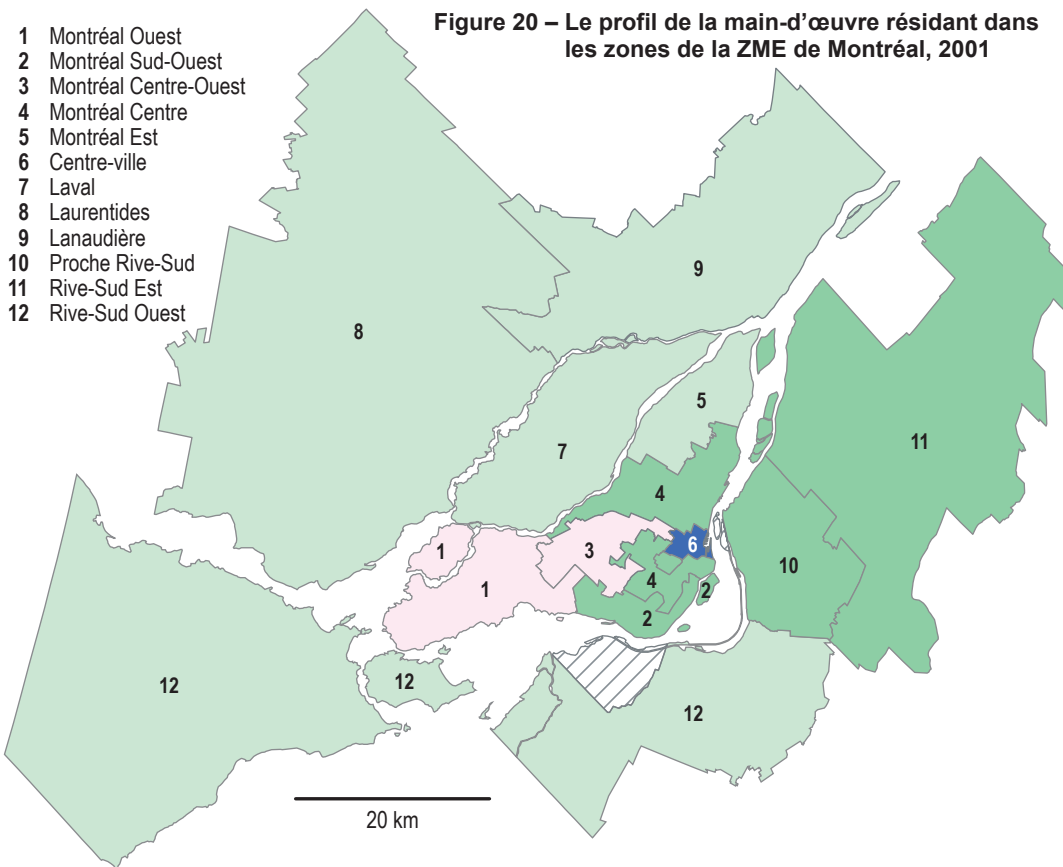 Figure 20 – Le profil de la main-d’œuvre résidant dans
les zones de la ZME de Montréal, 2001
1 Montréal Ouest
2 Montréal Sud-Ouest
3 Montréal Centre-Ouest
4 Montréal Centre
5 Montréal Est
6 Centre-ville
7 Laval
8 Laurentides
9 Lanaudière
10 Proche Rive-Sud
11 Rive-Sud Est
12 Rive-Sud Ouest
9
8
5
11
7
4
6
1
3
10
1
4
2
2
12
12
12
20 km